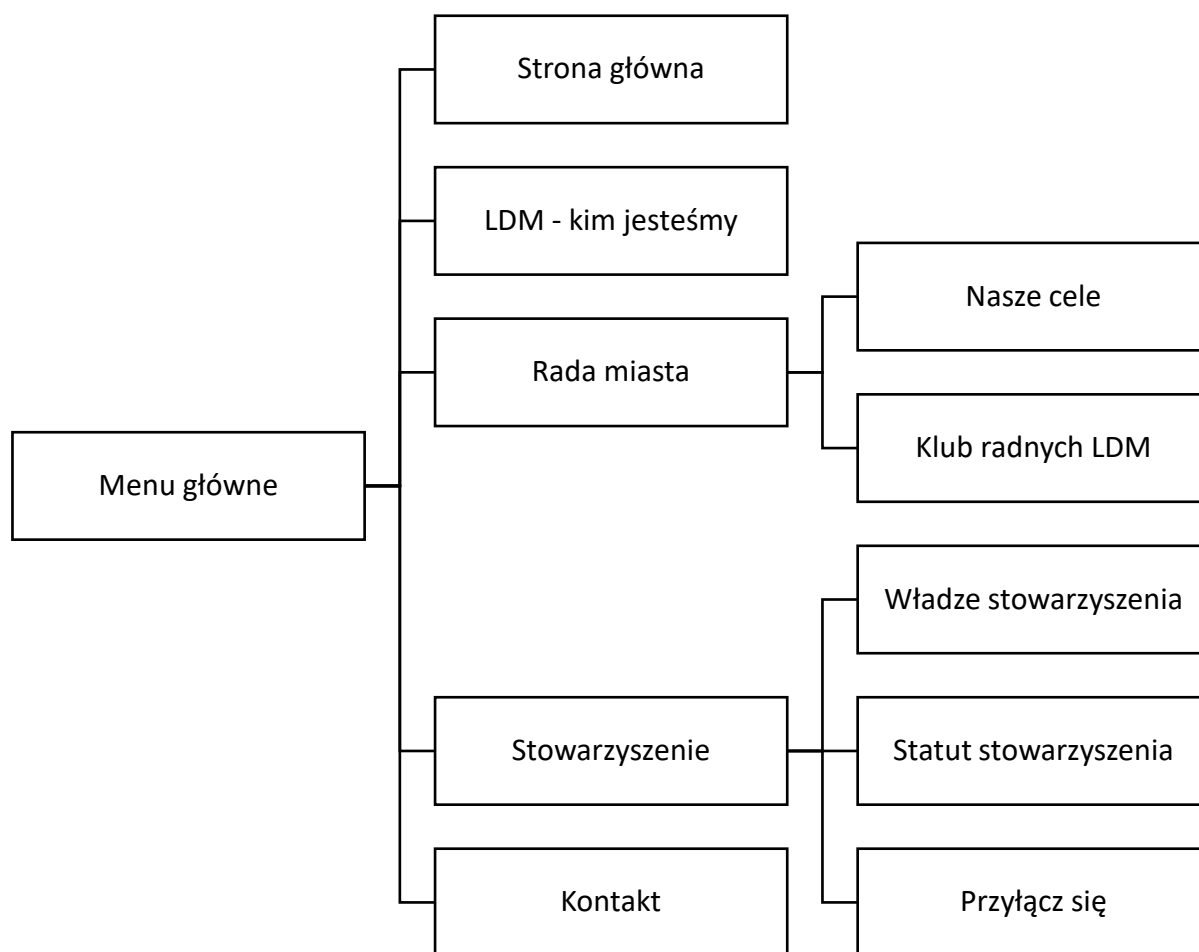 Menu główne
Strona główna
LDM - kim jesteśmy
Rada miasta
Nasze cele
Klub radnych LDM
Stowarzyszenie
Władze stowarzyszenia
Statut stowarzyszenia
Przyłącz się
Kontakt